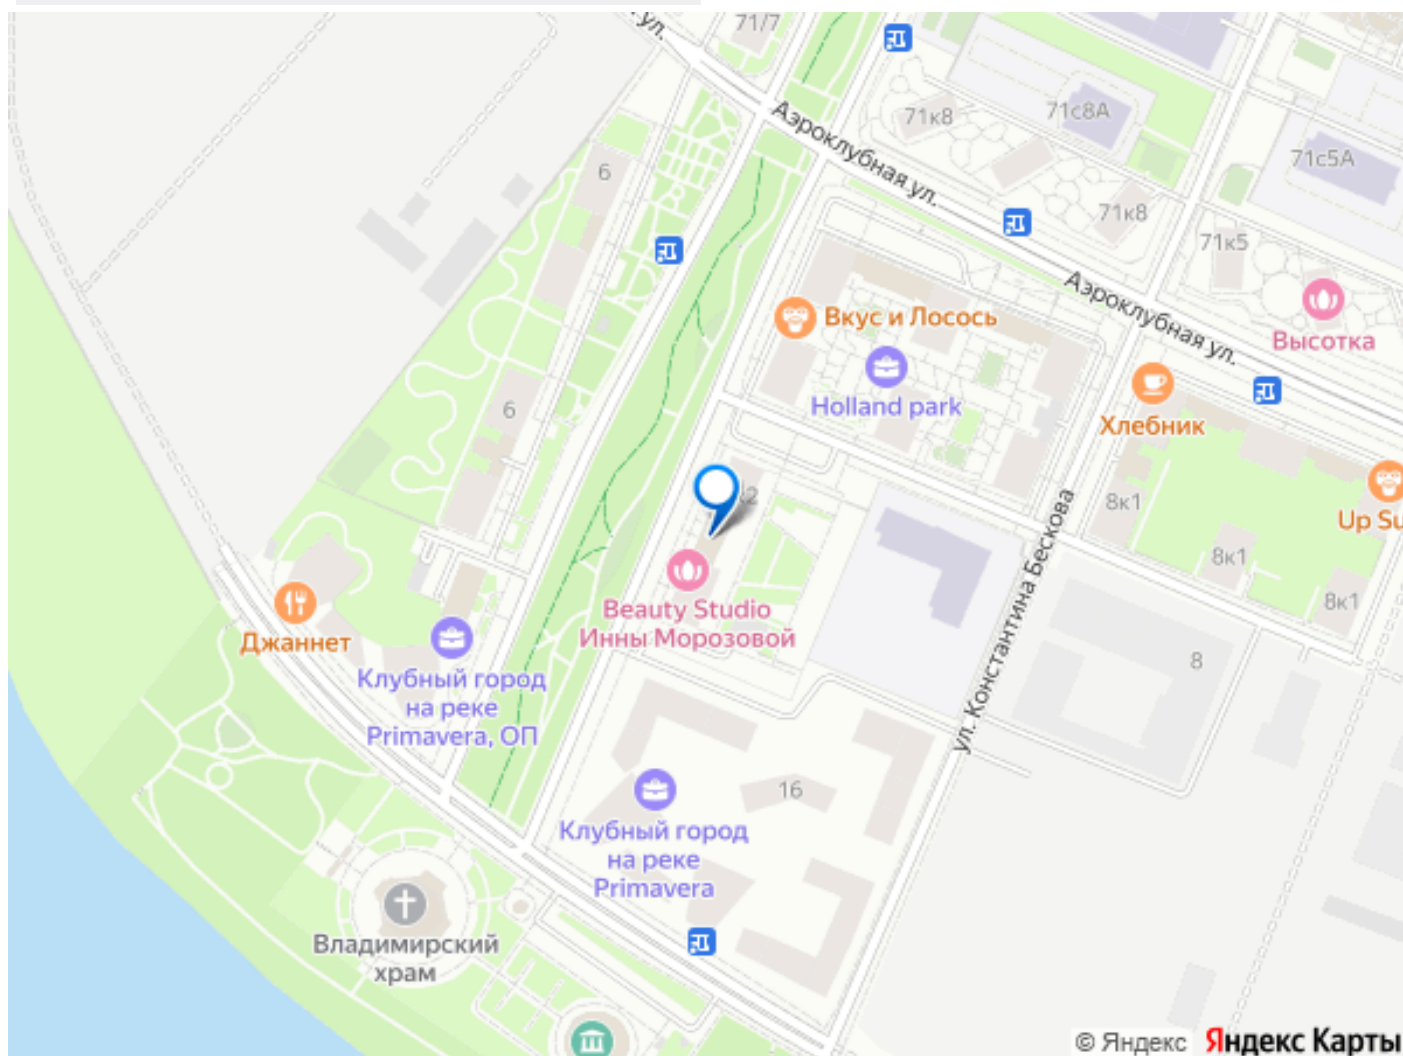 71/7
71к8
71с8А
71с5А
Аэроклубная ул.
6
71к8
71к5
Аэроклубная ул.
Вкус и Лосось
Высотка
Holland park
Хлебник
6
8к1
Up Su
8к1
8к1
Beauty Studio
Инны Морозовой
Джаннет
ул. Константина Бескова
8
Клубный город
на реке
Primavera, ОП
16
Клубный город
на реке
Primavera
Владимирский
храм
© Яндекс Яндекс Карты